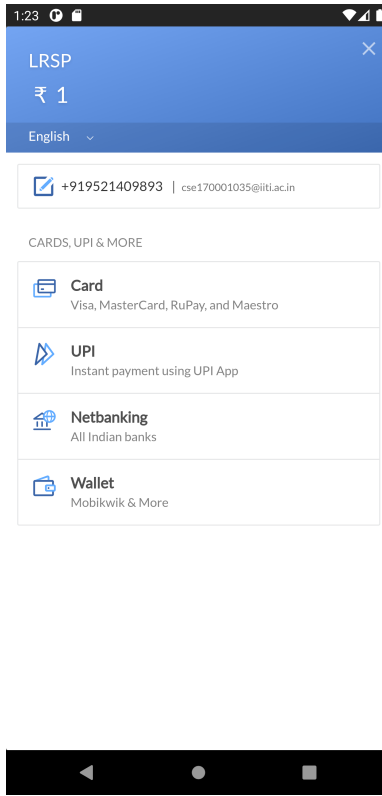 1:23
LRSP
₹ 1
English
+919521409893 | cse170001035@iiti.ac.in
CARDS, UPI & MORE
Card
Visa, MasterCard, RuPay, and Maestro
UPI
Instant payment using UPI App
Netbanking
All Indian banks
Wallet
Mobikwik & More